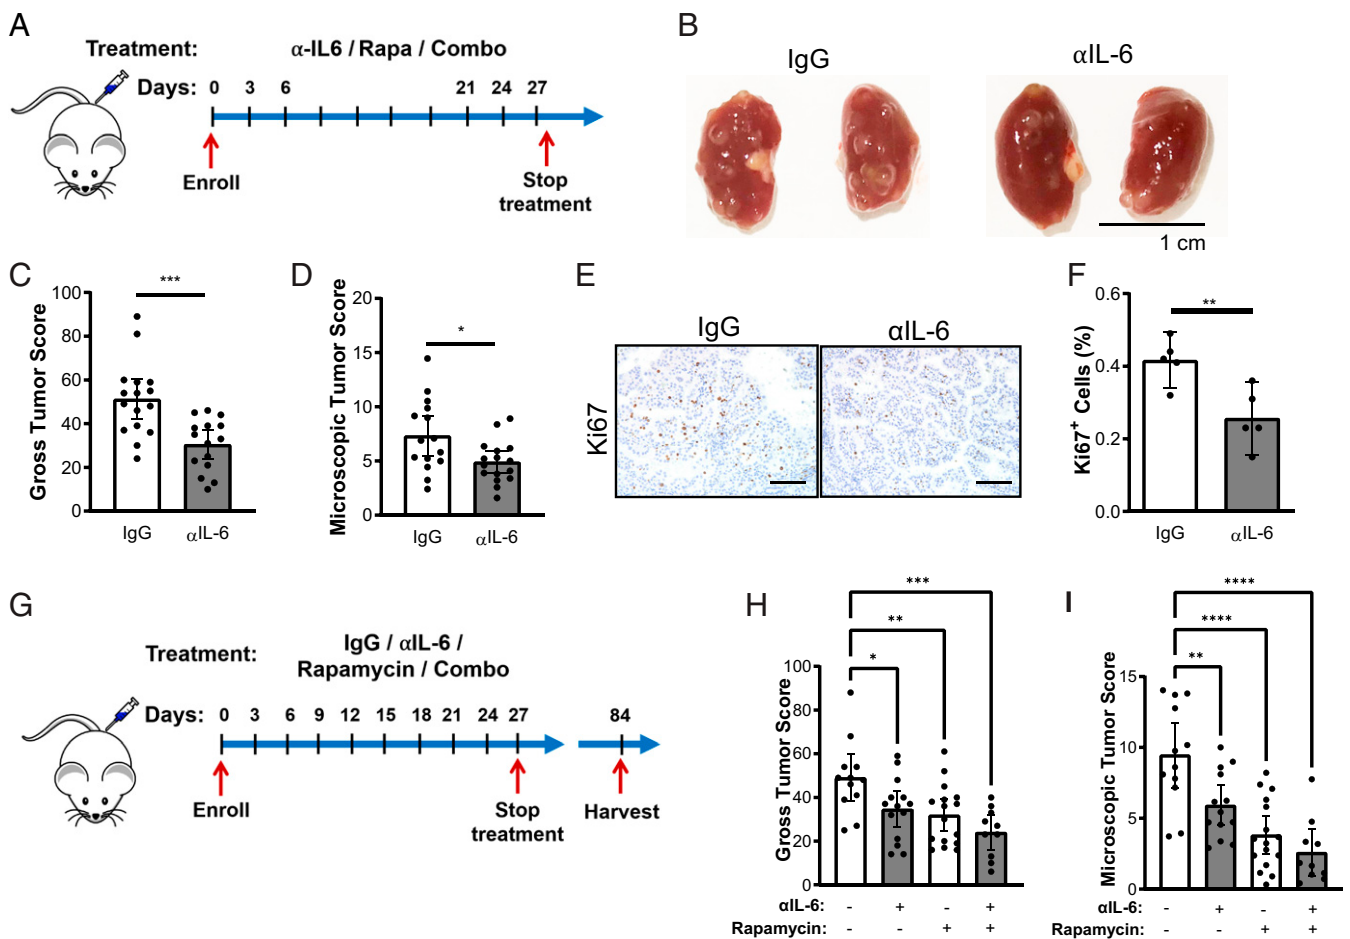 A
Treatment:
α-IL6 / Rapa / Combo
Days: 0 3 6 21 24 27
Enroll
Stop
treatment
B
IgG
αIL-6
1 cm
C
Gross Tumor Score
100
80
60
40
20
0
***
IgG
αIL-6
D
Microscopic Tumor Score
20
15
10
5
0
*
IgG
αIL-6
E
IgG
αIL-6
Ki67
F
Ki67+ Cells (%)
0.6
0.4
0.2
0.0
**
IgG
αIL-6
G
Treatment:
IgG / αIL-6 /
Rapamycin / Combo
Days: 0 3 6 9 12 15 18 21 24 27 84
Enroll
Stop
treatment
Harvest
H
Gross Tumor Score
100
80
60
40
20
0
***
**
*
αIL-6: - + - +
Rapamycin: - - + +
I
Microscopic Tumor Score
15
10
5
0
****
****
**
αIL-6: - + - +
Rapamycin: - - + +